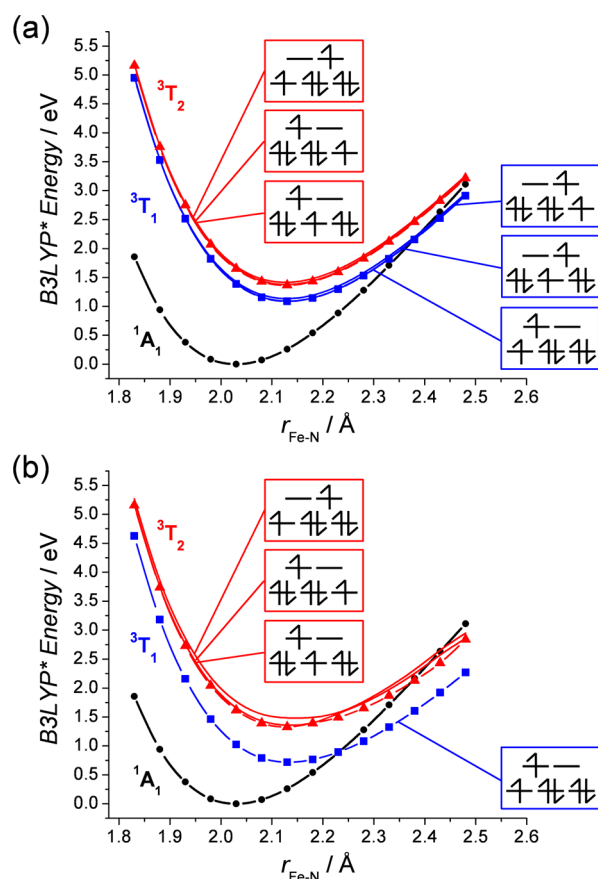 (a)
5.5
5.0
4.5
4.0
3.5
3.0
2.5
2.0
1.5
1.0
0.5
0.0
B3LYP* Energy / eV
³T₂
³T₁
¹A₁
1.8 1.9 2.0 2.1 2.2 2.3 2.4 2.5 2.6
r Fe-N / Å
(b)
5.5
5.0
4.5
4.0
3.5
3.0
2.5
2.0
1.5
1.0
0.5
0.0
B3LYP* Energy / eV
³T₂
³T₁
¹A₁
1.8 1.9 2.0 2.1 2.2 2.3 2.4 2.5 2.6
r Fe-N / Å